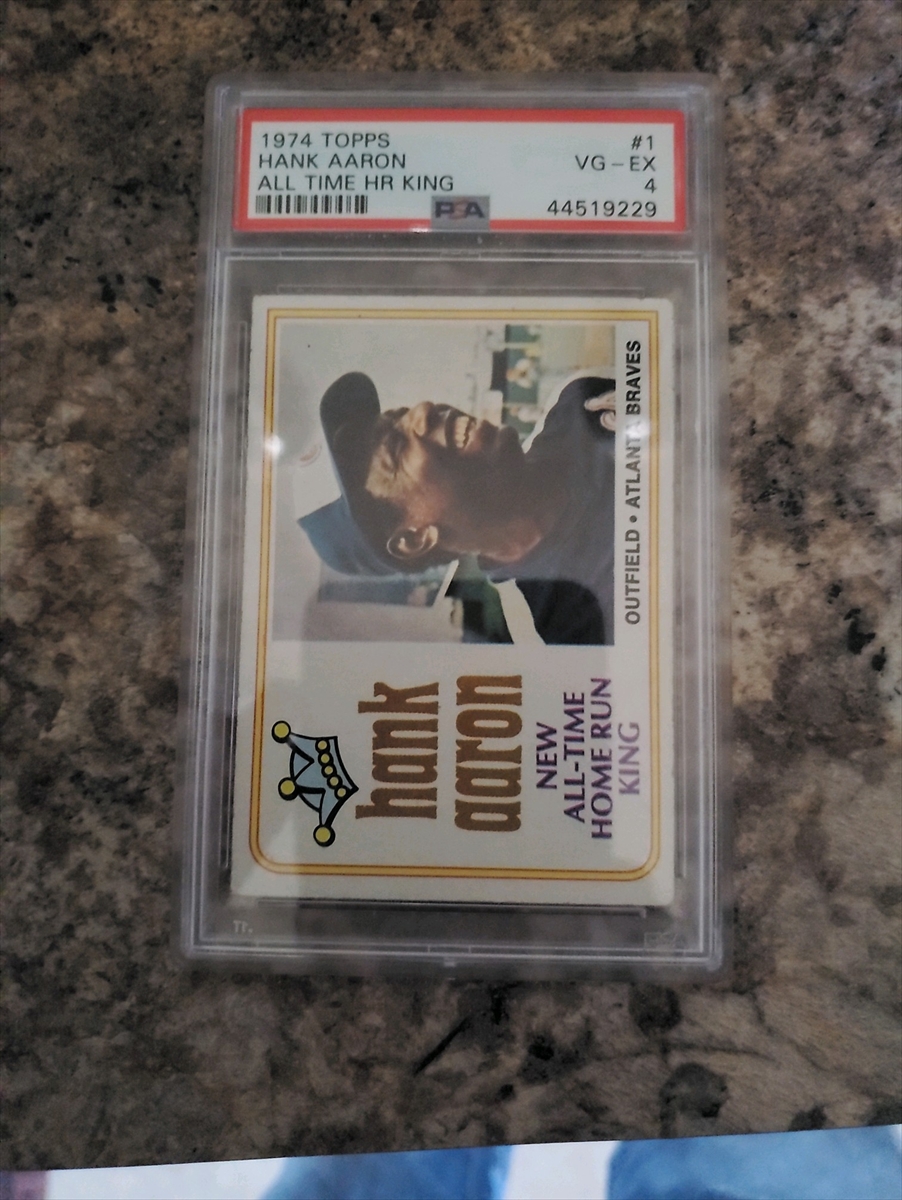 1974 TOPPS #1
HANK AARON VG - EX
ALL TIME HR KING 4
PSA 44519229
OUTFIELD • ATLANTA BRAVES
hank
aaron
NEW
ALL-TIME
HOME RUN
KING